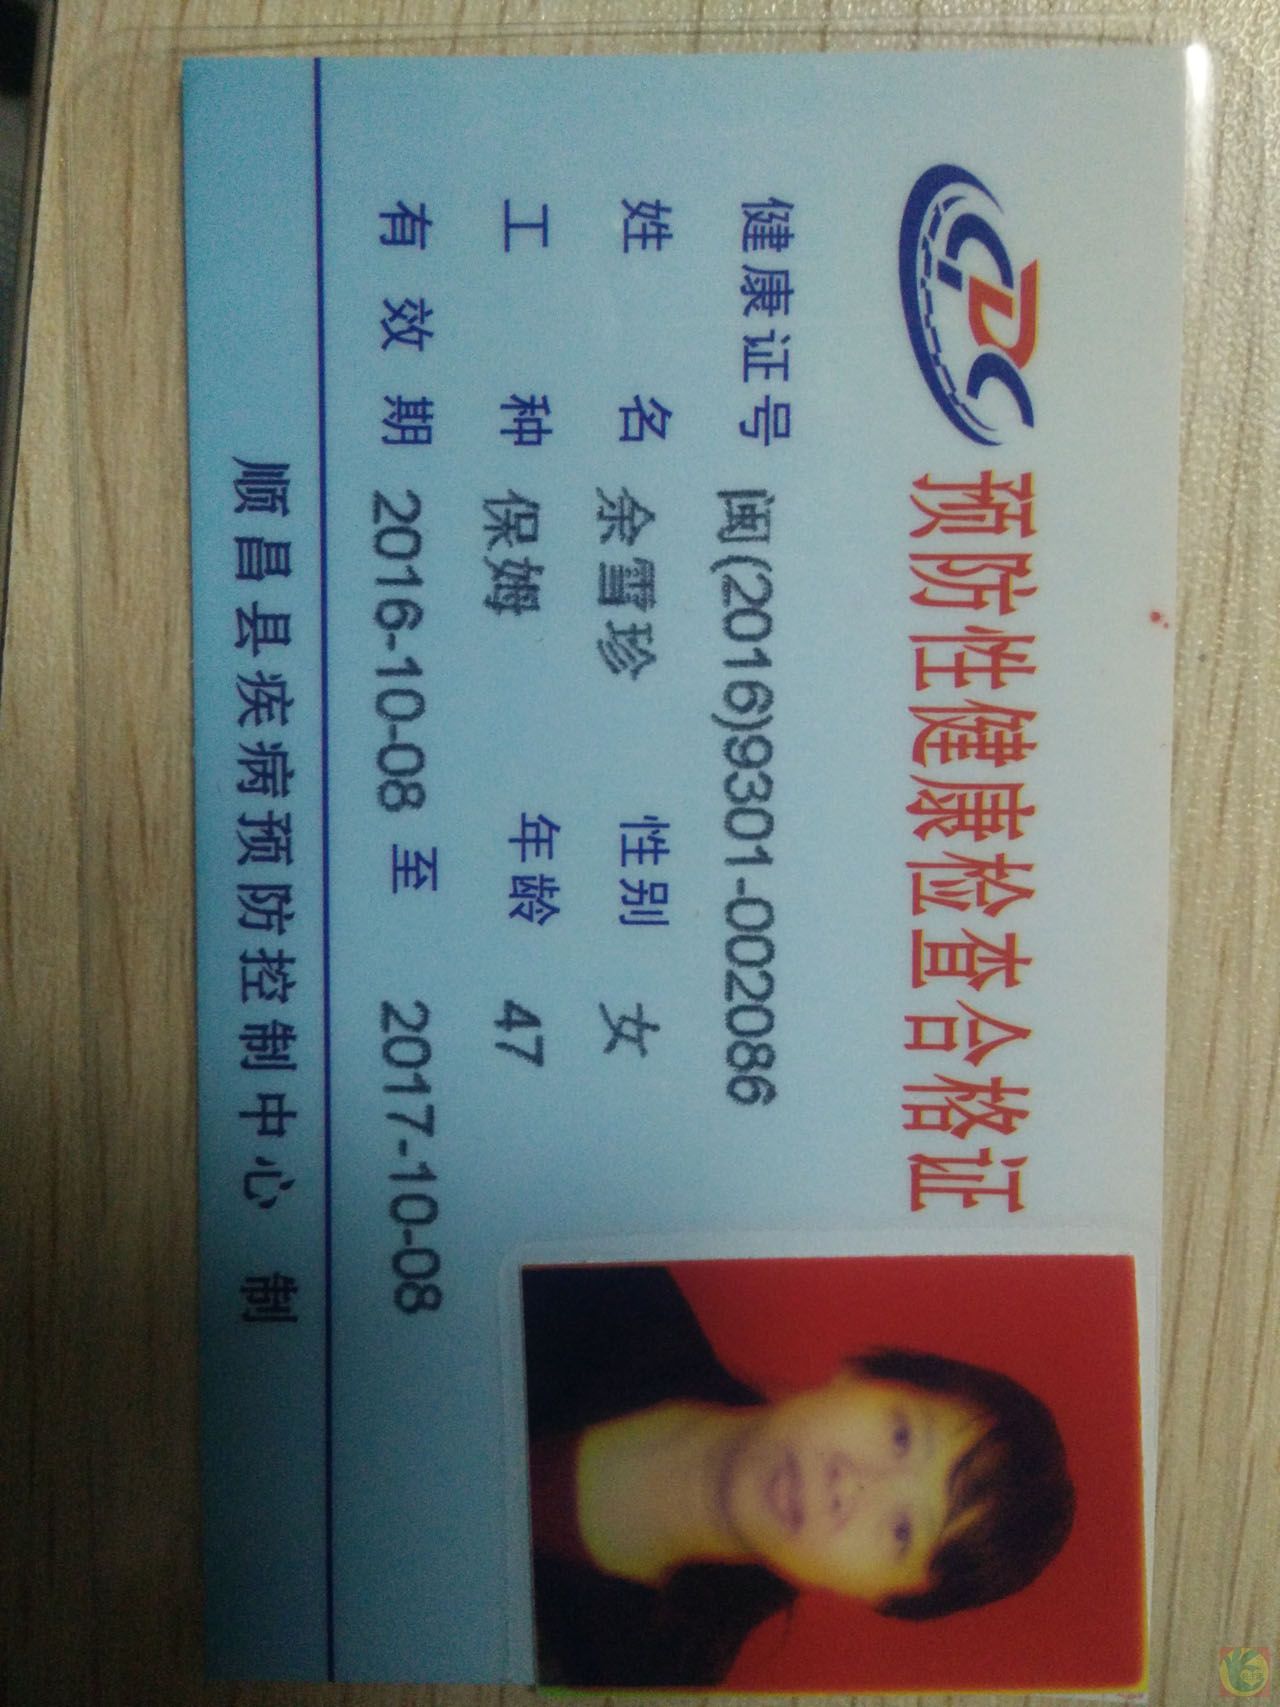 CDC 预防性健康检查合格证
健康证号 闽(2016)9301-002086
姓名 余雪珍 性别 女
工种 保姆 年龄 47
有效期 2016-10-08 至 2017-10-08
顺昌县疾病预防控制中心 制